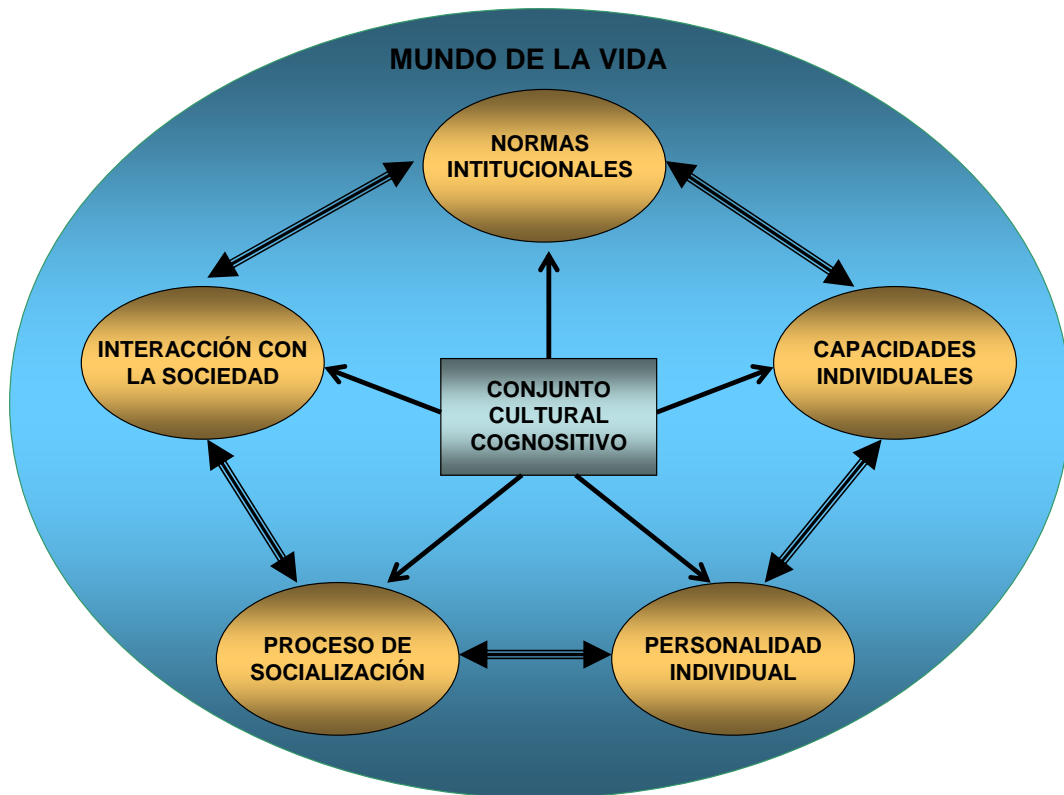 MUNDO DE LA VIDA
NORMAS
INTITUCIONALES
INTERACCIÓN CON
LA SOCIEDAD
CONJUNTO
CULTURAL
COGNOSITIVO
CAPACIDADES
INDIVIDUALES
PROCESO DE
SOCIALIZACIÓN
PERSONALIDAD
INDIVIDUAL